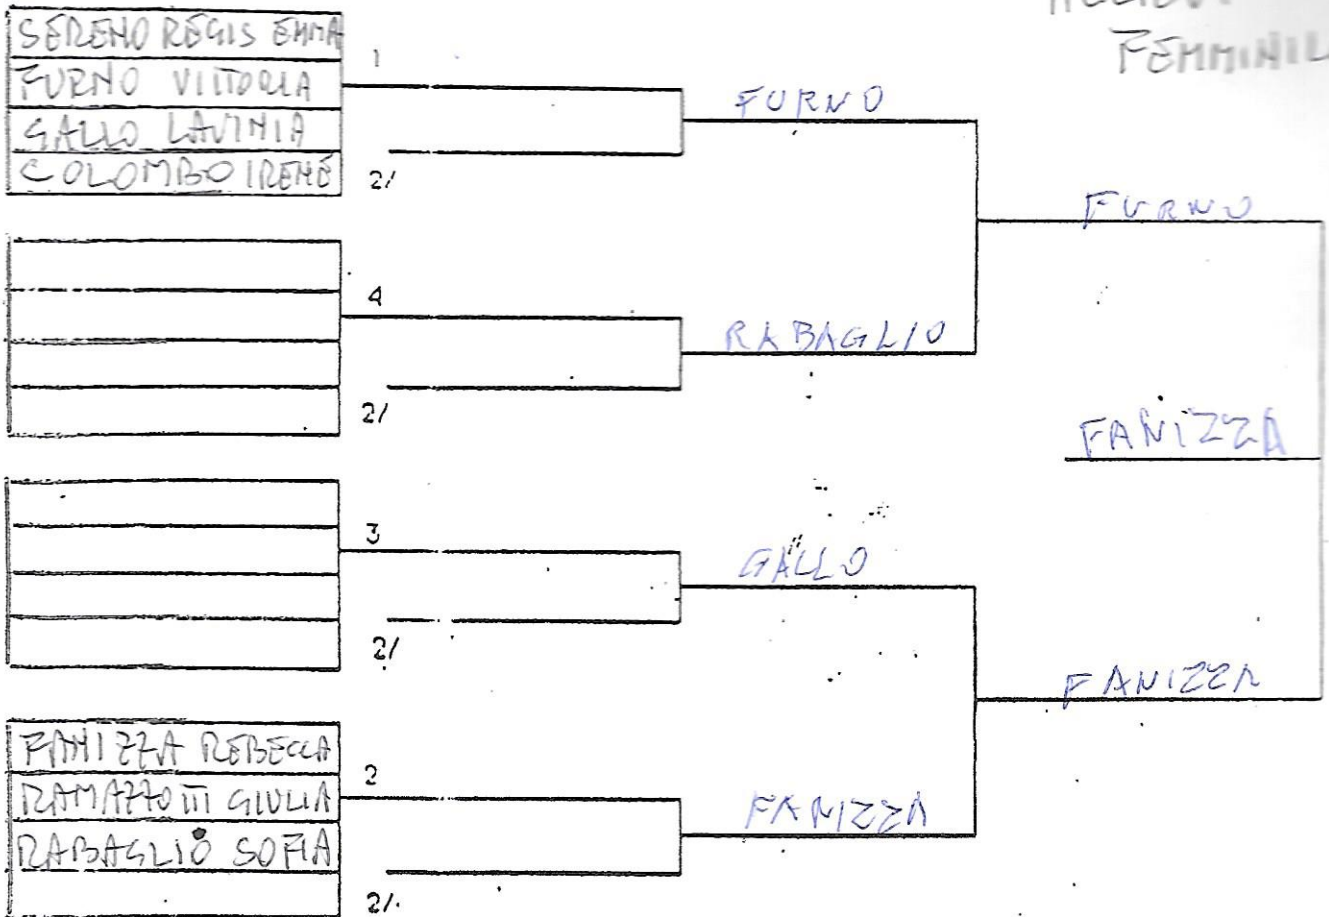 FEMMINIL
SERENO REGIS EMMA
FURNO VITTORIA
GALLO LAVINIA
COLOMBO IRENE
1
2/
FURNO
FURNO
4
2/
RABAGLIO
FANIZZA
3
2/
GALLO
FANIZZA
FANIZZA REBECCA
RAMAZZOTTI GIULIA
RABAGLIO SOFIA
2
2/.
FANIZZA